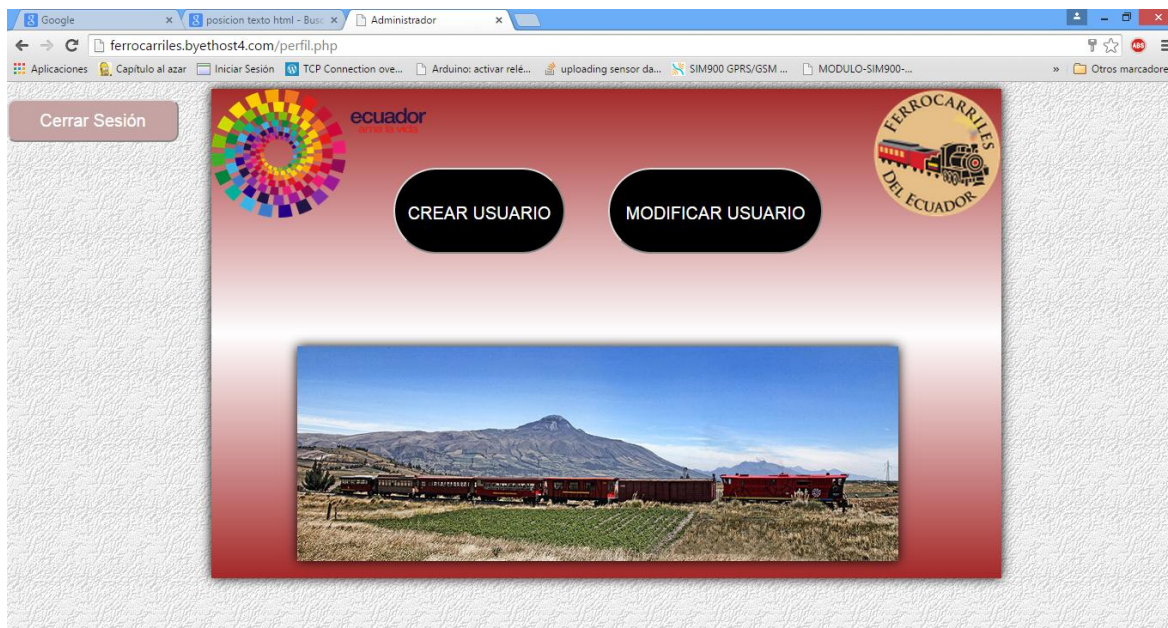 Google
posicion texto html - Busc
Administrador
ferrocarriles.byethost4.com/perfil.php
ABS
Aplicaciones
Capítulo al azar
Iniciar Sesión
TCP Connection ove...
Arduino: activar relé...
uploading sensor da...
SIM900 GPRS/GSM ...
MODULO-SIM900-...
»
Otros marcadores
Cerrar Sesión
ecuador
ama la vida
FERROCARRILES
DEL ECUADOR
CREAR USUARIO
MODIFICAR USUARIO